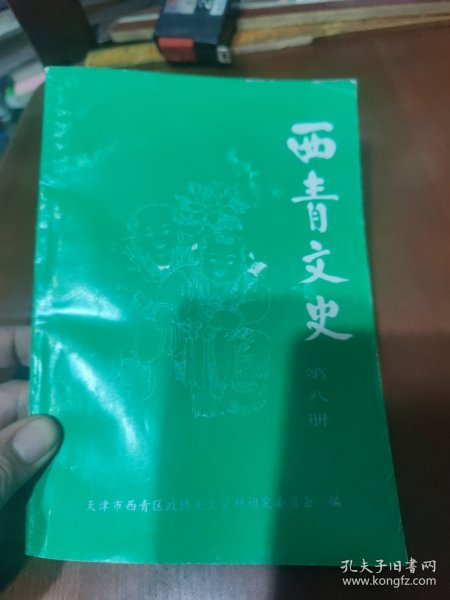 西青文史
第八册
天津市西青区政协文史资料研究委员会 编
孔夫子旧书网
www.kongfz.com